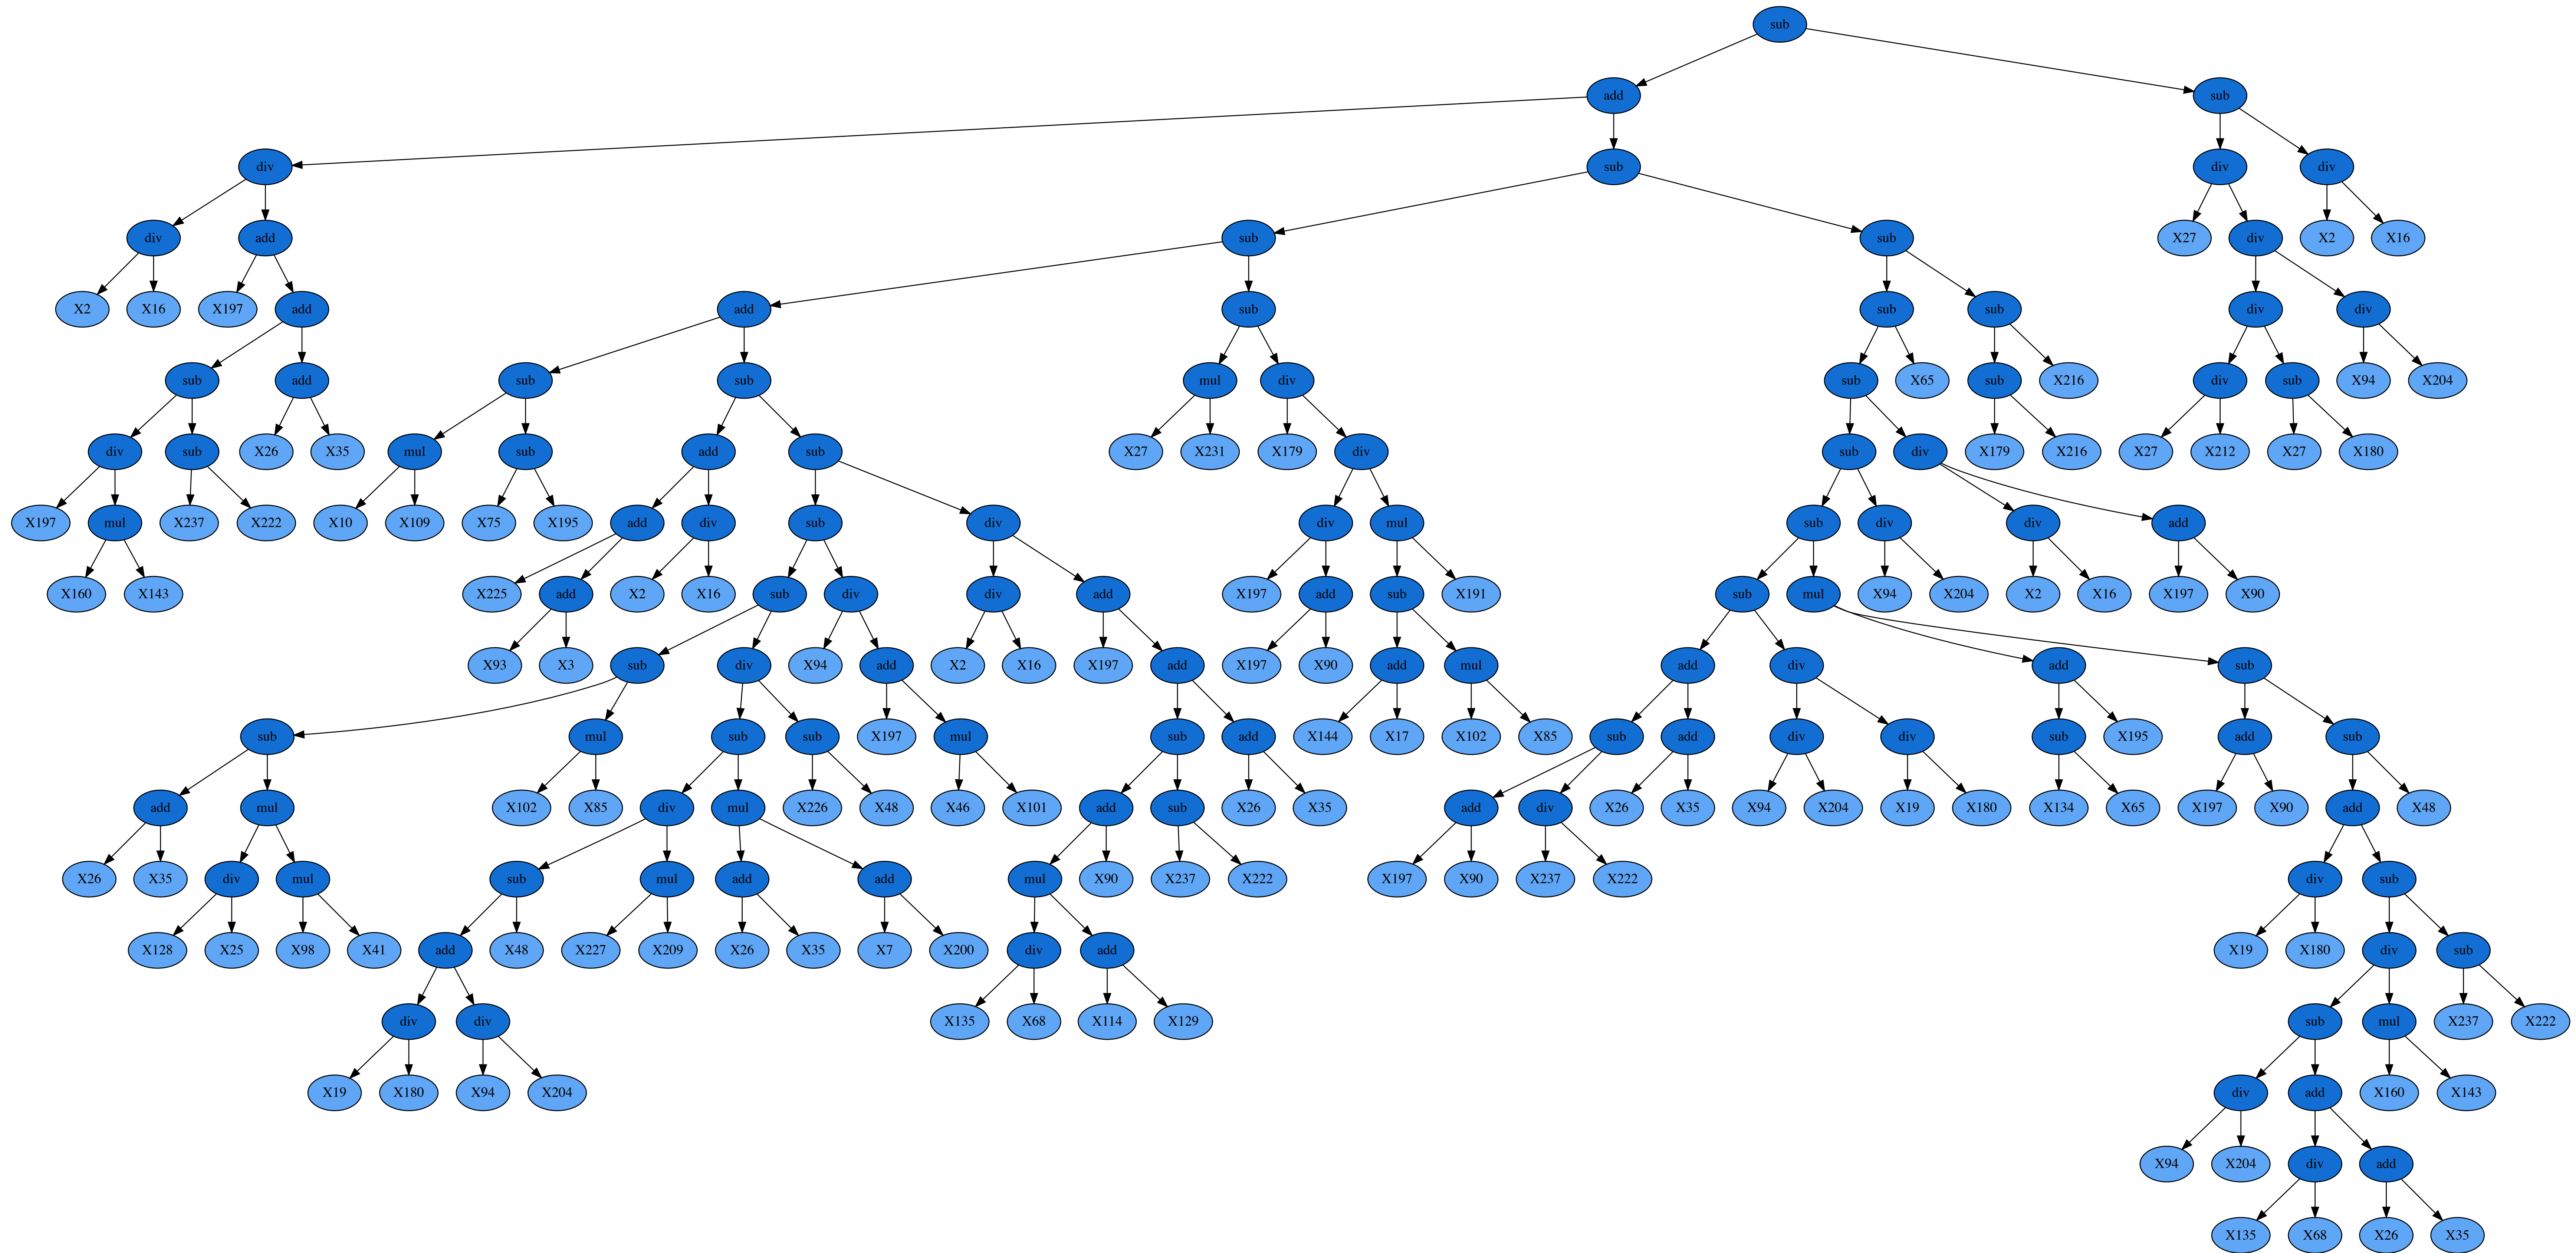 sub
add sub
div sub div div
div add sub sub X27 div X2 X16
X2 X16 X197 add add sub sub sub div div
sub add sub sub mul div sub X65 sub X216 div sub X94 X204
div sub X26 X35 mul sub add sub X27 X231 X179 div sub div X179 X216 X27 X212 X27 X180
X197 mul X237 X222 X10 X109 X75 X195 add div sub div div mul sub div div add
X160 X143 X225 add X2 X16 sub div div add X197 add sub X191 sub mul X94 X204 X2 X16 X197 X90
X93 X3 sub div X94 add X2 X16 X197 add X197 X90 add mul add div add sub
sub mul sub sub X197 mul sub add X144 X17 X102 X85 sub add div div sub X195 add sub
add mul X102 X85 div mul X226 X48 X46 X101 add sub X26 X35 add div X26 X35 X94 X204 X19 X180 X134 X65 X197 X90 add X48
X26 X35 div mul sub mul add add mul X90 X237 X222 X197 X90 X237 X222 div sub
X128 X25 X98 X41 add X48 X227 X209 X26 X35 X7 X200 div add X19 X180 div sub
div div X135 X68 X114 X129 sub mul X237 X222
X19 X180 X94 X204 div add X160 X143
X94 X204 div add
X135 X68 X26 X35